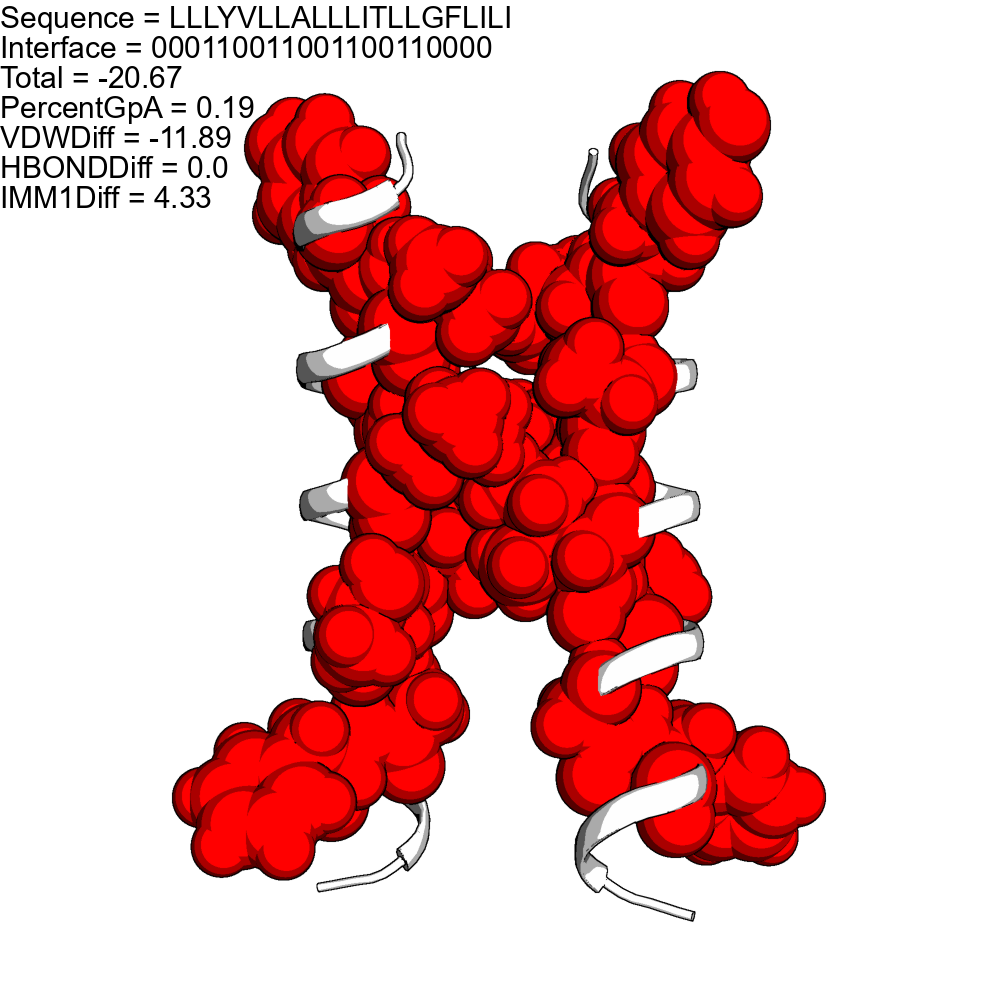 Sequence = LLLYVLLALLLITLLGFLILI
Interface = 000110011001100110000
Total = -20.67
PercentGpA = 0.19
VDWDiff = -11.89
HBONDDiff = 0.0
IMM1Diff = 4.33